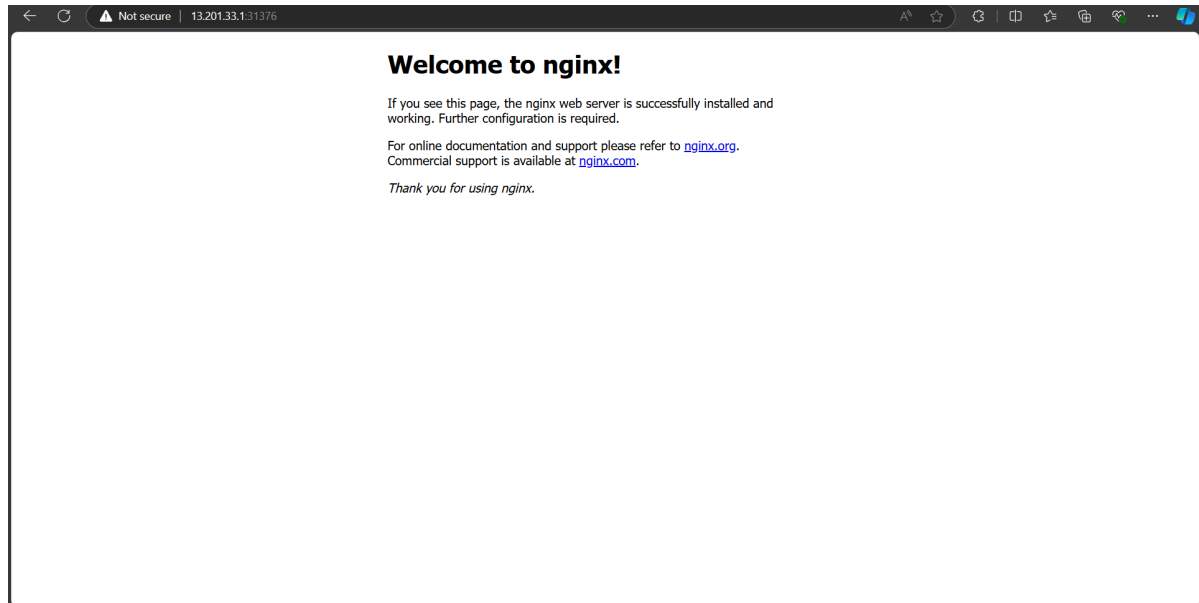 Not secure | 13.201.33.1:31376
Welcome to nginx!
If you see this page, the nginx web server is successfully installed and
working. Further configuration is required.
For online documentation and support please refer to nginx.org.
Commercial support is available at nginx.com.
Thank you for using nginx.